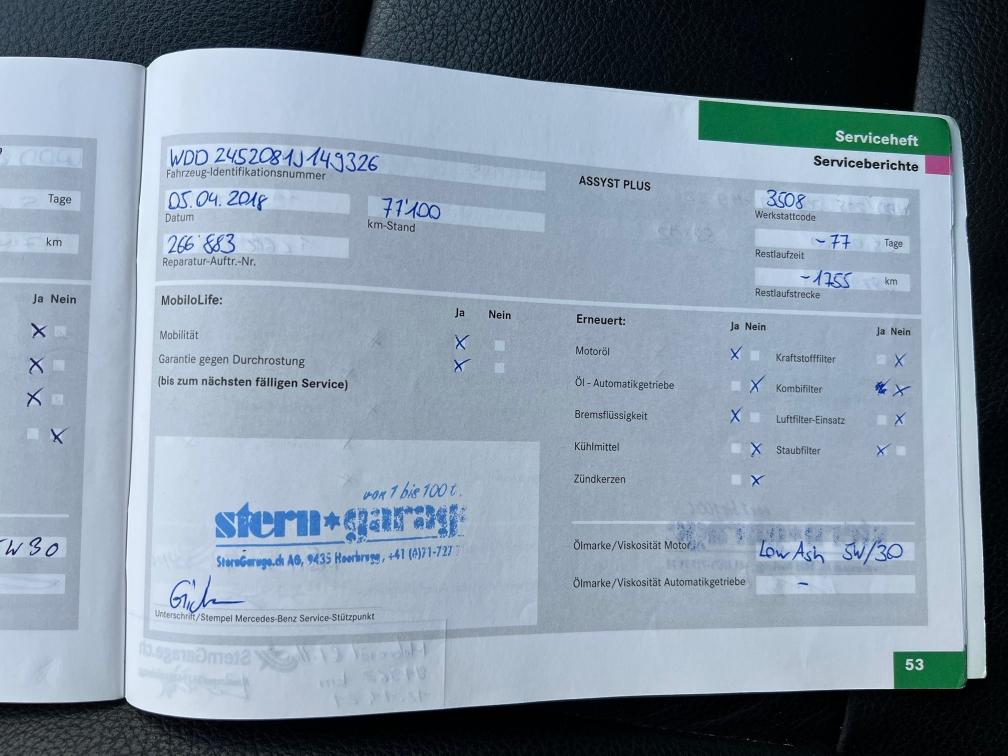 Serviceheft
Serviceberichte
WDD 2452081J149326
Fahrzeug-Identifikationsnummer
05.04.2018
Datum
77'100
km-Stand
266'883
Reparatur-Auftr.-Nr.
ASSYST PLUS
3508
Werkstattcode
-77 Tage
Restlaufzeit
-1755 km
Restlaufstrecke
Tage
km
Ja Nein
MobiloLife:
Ja Nein
Mobilität
Garantie gegen Durchrostung
(bis zum nächsten fälligen Service)
Erneuert:
Ja Nein
Ja Nein
Motoröl
Kraftstofffilter
Öl - Automatikgetriebe
Kombifilter
Bremsflüssigkeit
Luftfilter-Einsatz
Kühlmittel
Staubfilter
Zündkerzen
von 1 bis 100 t.
stern garag
SternGarage.ch AG, 9435 Heerbrugg, +41 (0)71-727
Unterschrift/Stempel Mercedes-Benz Service-Stützpunkt
Ölmarke/Viskosität Motor
Low Ash 5W/30
Ölmarke/Viskosität Automatikgetriebe
-
W 30
53